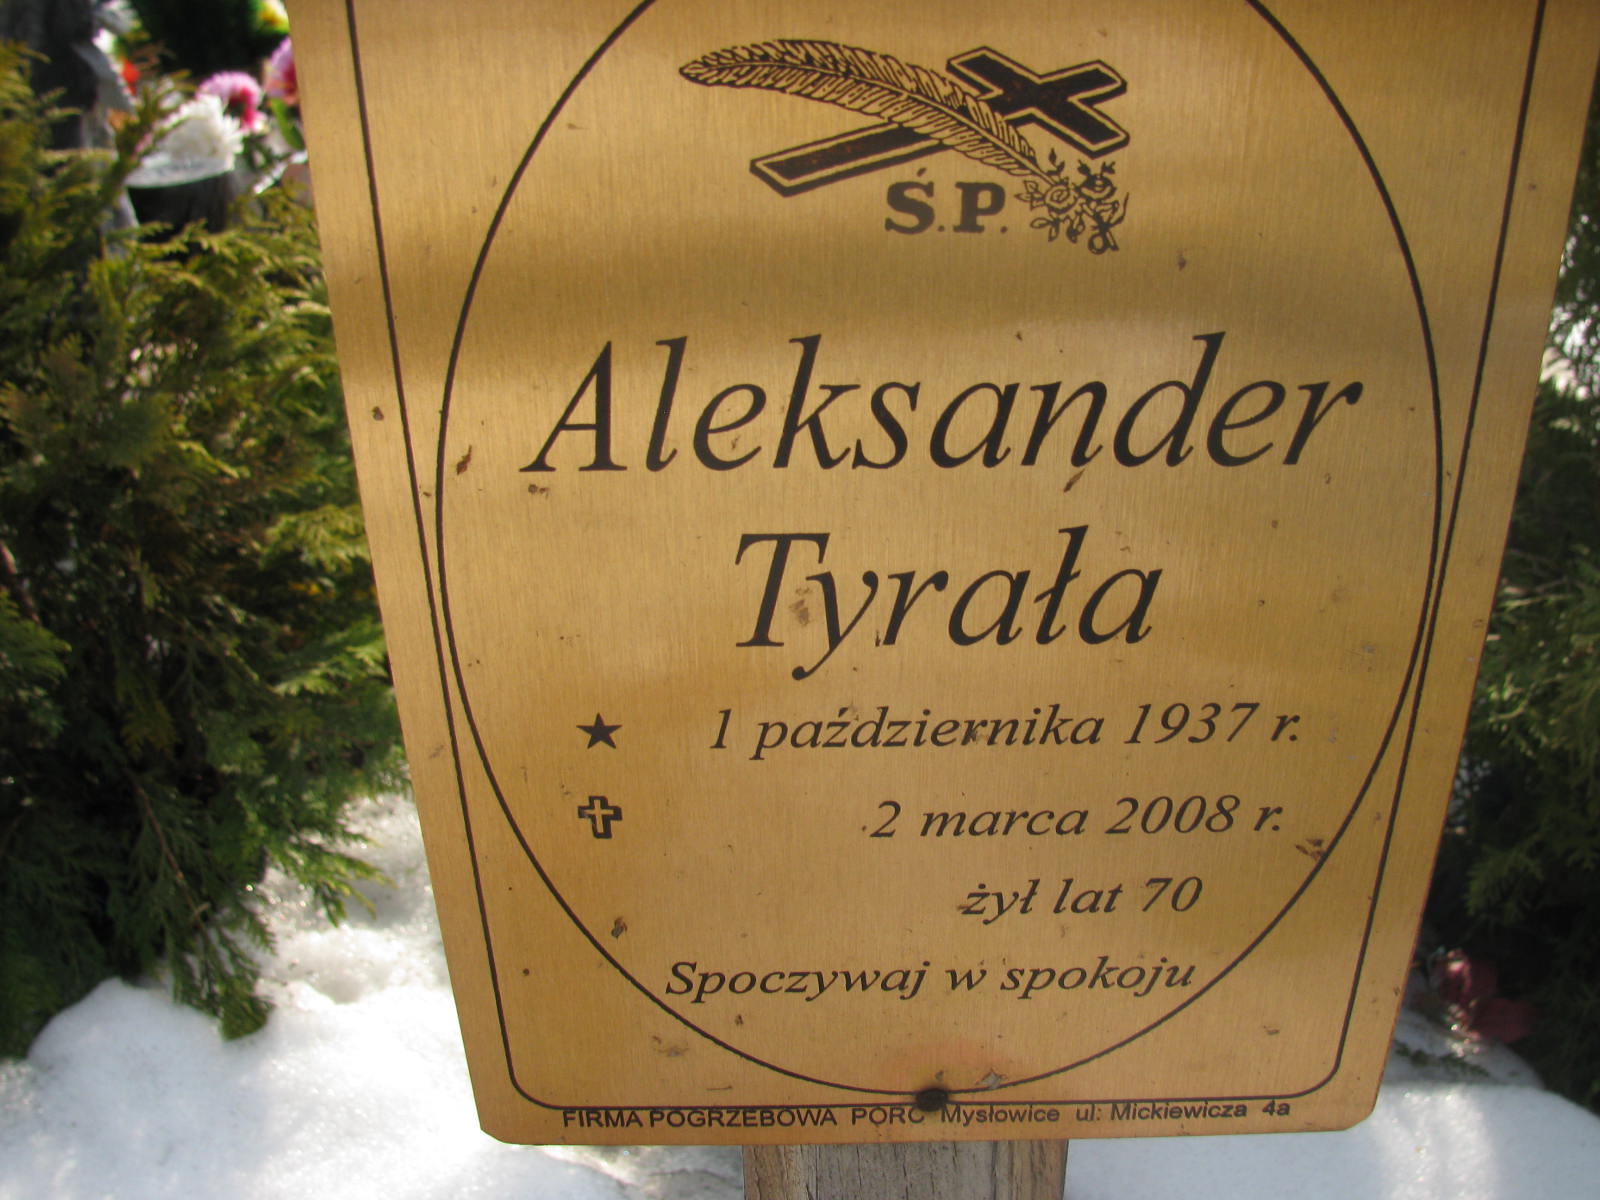 Ś.P.
Aleksander
Tyrała
1 października 1937 r.
2 marca 2008 r.
żył lat 70
Spoczywaj w spokoju
FIRMA POGRZEBOWA PORC Mysłowice ul: Mickiewicza 4a